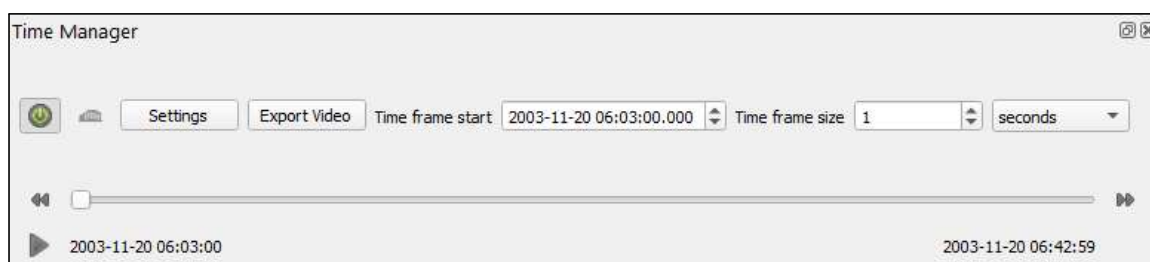 Time Manager
Settings Export Video Time frame start 2003-11-20 06:03:00.000 Time frame size 1 seconds
2003-11-20 06:03:00 2003-11-20 06:42:59